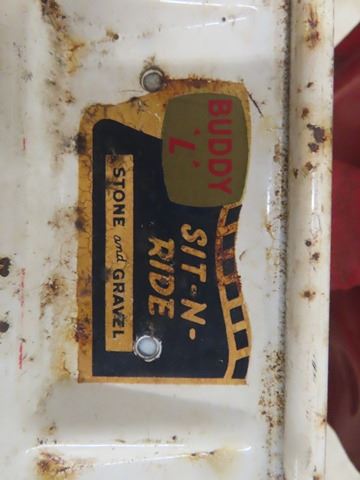 BUDDY
"L"
SIT-N-
RIDE
STONE and GRAVEL